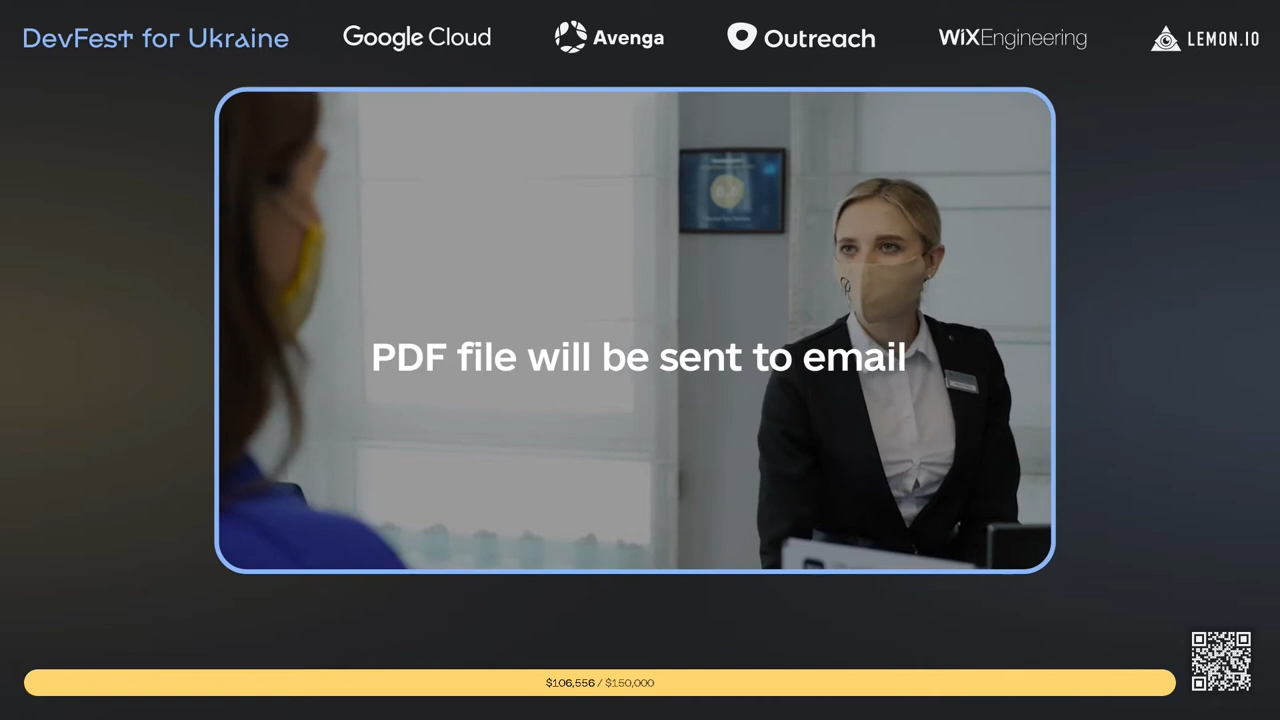 DevFest for Ukraine
Google Cloud
Avenga
Outreach
WiXEngineering
LEMON.IO
PDF file will be sent to email
$106,556 / $150,000